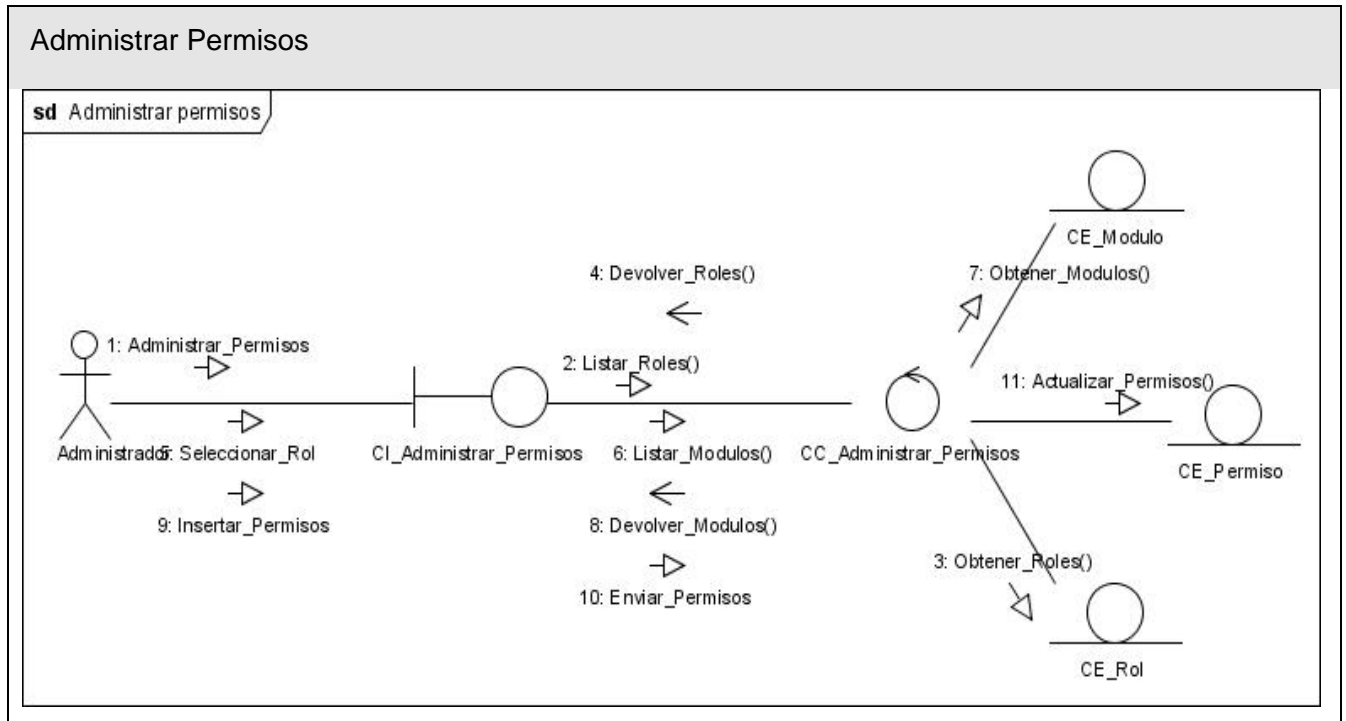 Administrar Permisos
sd Administrar permisos
CE_Modulo
4: Devolver_Roles()
7: Obtener_Modulos()
1: Administrar_Permisos
2: Listar_Roles()
11: Actualizar_Permisos()
Administrador
5: Seleccionar_Rol
CI_Administrar_Permisos
6: Listar_Modulos()
CC_Administrar_Permisos
CE_Permiso
9: Insertar_Permisos
8: Devolver_Modulos()
3: Obtener_Roles()
10: Enviar_Permisos
CE_Rol